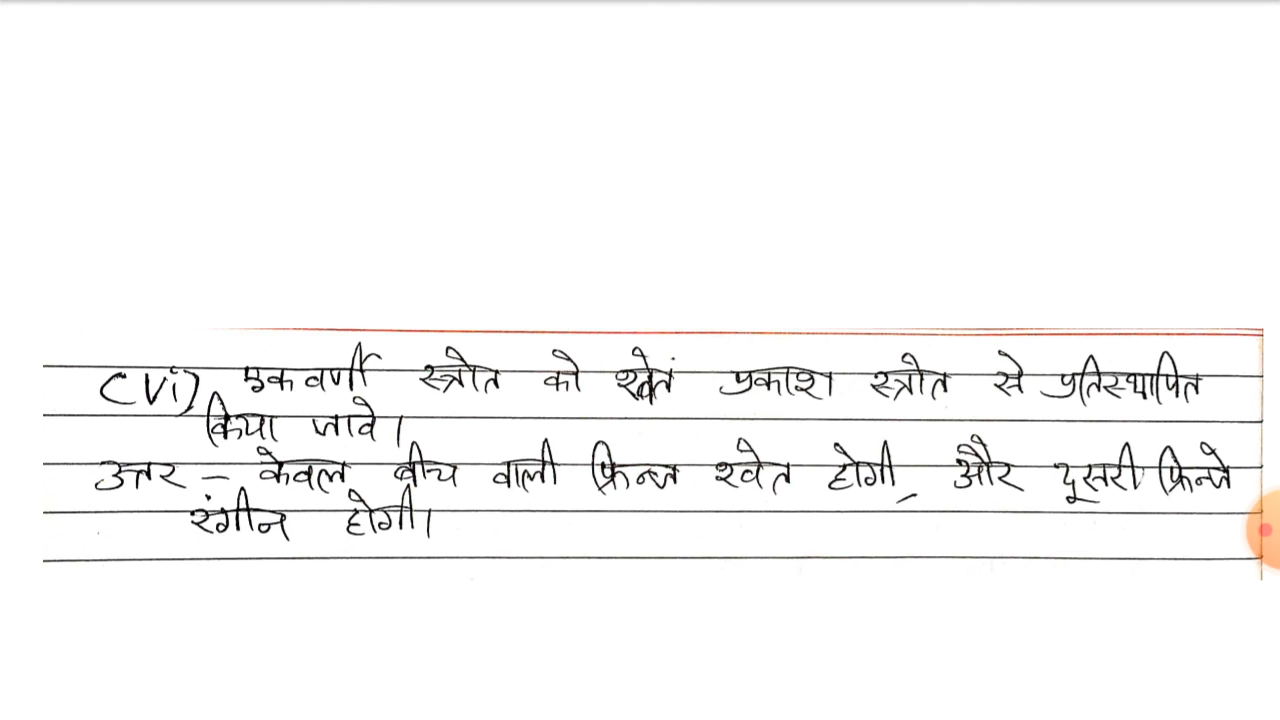 (vi) एकवर्णी स्त्रोत को श्वेत प्रकाश स्त्रोत से प्रतिस्थापित
किया जावे।
उत्तर – केवल बीच वाली फ्रिन्ज श्वेत होगी, और दूसरी फ्रिन्जे
रंगीन होगी।